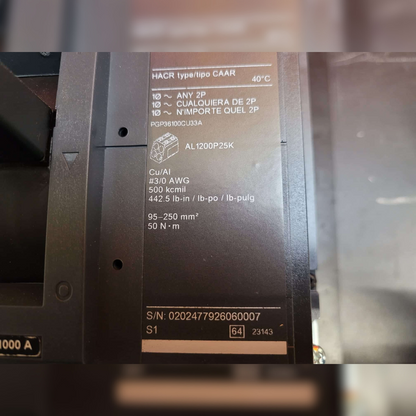 HACR type/tipo CAAR
40°C
1Ø ~ ANY 2P
1Ø ~ CUALQUIERA DE 2P
1Ø ~ N'IMPORTE QUEL 2P
PGP36100CU33A
AL1200P25K
Cu/Al
#3/0 AWG
500 kcmil
442.5 lb-in / lb-po / lb-pulg
95–250 mm²
50 N·m
S/N: 0202477926060007
S1
64 23143
1000 A